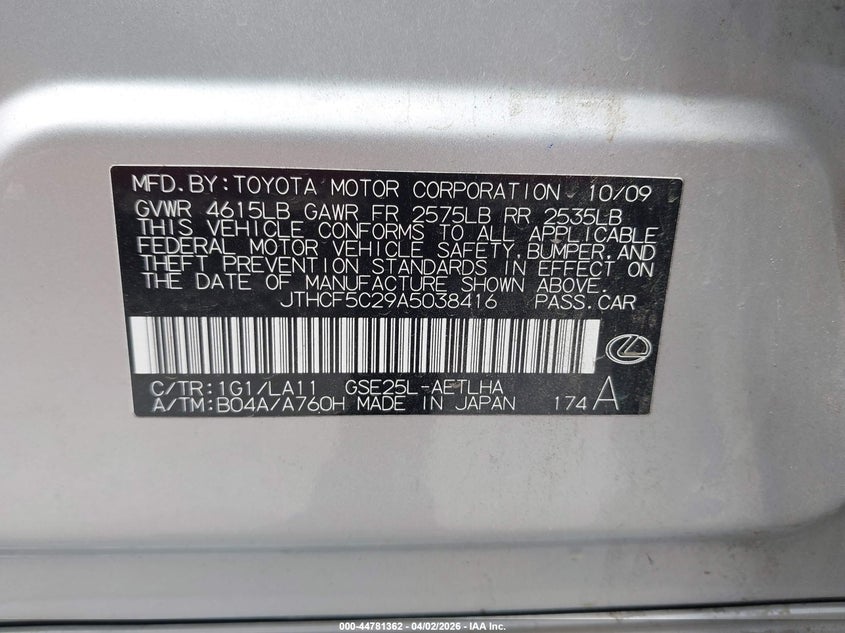 MFD.BY:TOYOTA MOTOR CORPORATION 10/09
GVWR 4615LB GAWR FR 2575LB RR 2535LB
THIS VEHICLE CONFORMS TO ALL APPLICABLE
FEDERAL MOTOR VEHICLE SAFETY,BUMPER,AND
THEFT PREVENTION STANDARDS IN EFFECT ON
THE DATE OF MANUFACTURE SHOWN ABOVE.
JTHCF5C29A5038416 PASS.CAR
C/TR:1G1/LA11 GSE25L-AETLHA
A/TM:B04A/A760H MADE IN JAPAN 174A
000-44781362 - 04/02/2026 - IAA Inc.